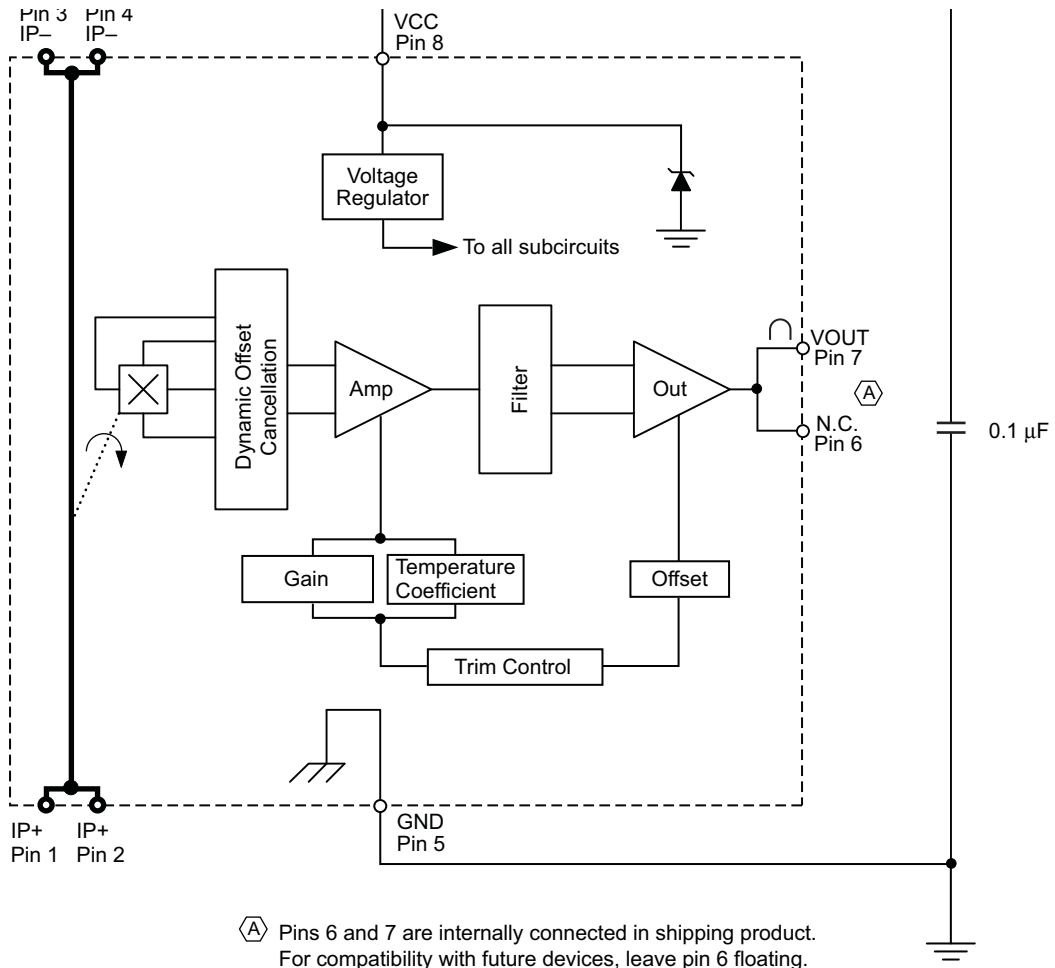 Pin 3 Pin 4
IP– IP–
VCC
Pin 8
Voltage
Regulator
To all subcircuits
Dynamic Offset
Cancellation
Amp
Filter
Out
VOUT
Pin 7
A
N.C.
Pin 6
0.1 µF
Gain
Temperature
Coefficient
Offset
Trim Control
IP+ IP+
Pin 1 Pin 2
GND
Pin 5
A Pins 6 and 7 are internally connected in shipping product.
For compatibility with future devices, leave pin 6 floating.